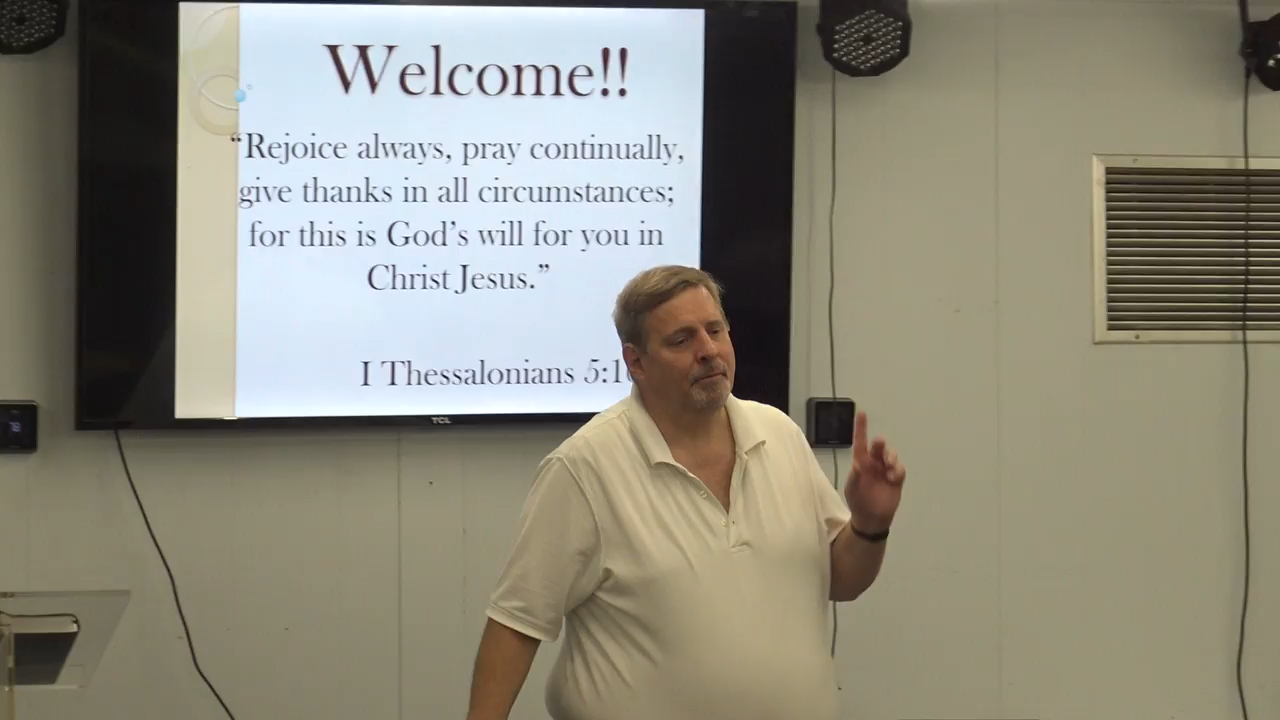 Welcome!!
“Rejoice always, pray continually,
give thanks in all circumstances;
for this is God’s will for you in
Christ Jesus.”
I Thessalonians 5:1
TCL